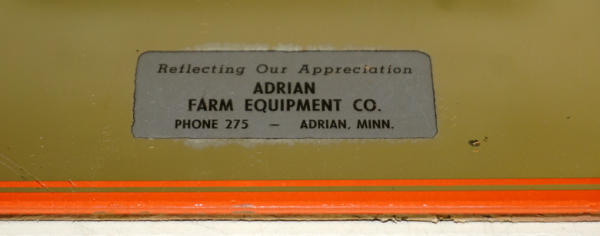 Reflecting Our Appreciation
ADRIAN
FARM EQUIPMENT CO.
PHONE 275 — ADRIAN, MINN.